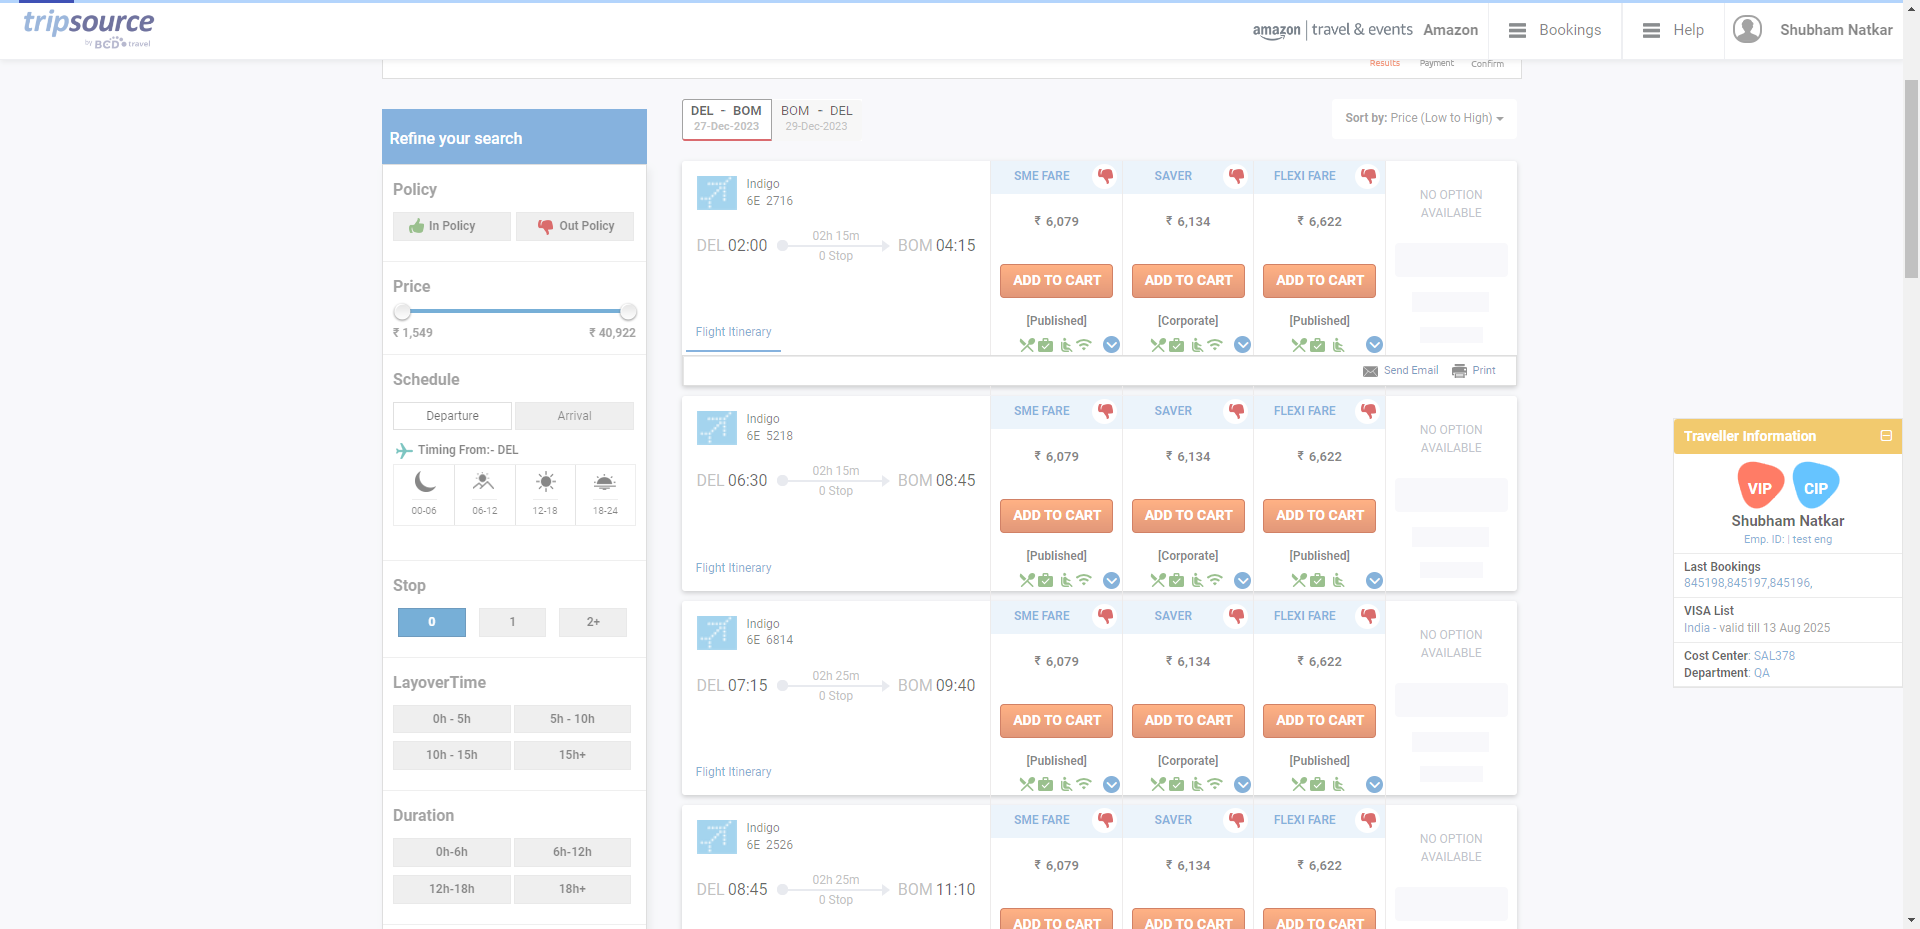 tripsource
by BCD travel
amazon travel & events Amazon
Bookings
Help
Shubham Natkar
Results Payment Confirm
Refine your search
Policy
In Policy Out Policy
Price
₹ 1,549 ₹ 40,922
Schedule
Departure Arrival
Timing From:- DEL
00-06 06-12 12-18 18-24
Stop
0 1 2+
LayoverTime
0h - 5h 5h - 10h
10h - 15h 15h+
Duration
0h-6h 6h-12h
12h-18h 18h+
DEL - BOM BOM - DEL
27-Dec-2023 29-Dec-2023
Sort by: Price (Low to High)
Indigo
6E 2716
DEL 02:00 02h 15m 0 Stop BOM 04:15
Flight Itinerary
SME FARE SAVER FLEXI FARE
₹ 6,079 ₹ 6,134 ₹ 6,622
ADD TO CART ADD TO CART ADD TO CART
[Published] [Corporate] [Published]
NO OPTION
AVAILABLE
Send Email Print
Indigo
6E 5218
DEL 06:30 02h 15m 0 Stop BOM 08:45
Flight Itinerary
SME FARE SAVER FLEXI FARE
₹ 6,079 ₹ 6,134 ₹ 6,622
ADD TO CART ADD TO CART ADD TO CART
[Published] [Corporate] [Published]
NO OPTION
AVAILABLE
Indigo
6E 6814
DEL 07:15 02h 25m 0 Stop BOM 09:40
Flight Itinerary
SME FARE SAVER FLEXI FARE
₹ 6,079 ₹ 6,134 ₹ 6,622
ADD TO CART ADD TO CART ADD TO CART
[Published] [Corporate] [Published]
NO OPTION
AVAILABLE
Indigo
6E 2526
DEL 08:45 02h 25m 0 Stop BOM 11:10
SME FARE SAVER FLEXI FARE
₹ 6,079 ₹ 6,134 ₹ 6,622
ADD TO CART ADD TO CART ADD TO CART
NO OPTION
AVAILABLE
Traveller Information
VIP CIP
Shubham Natkar
Emp. ID: | test eng
Last Bookings
845198,845197,845196,
VISA List
India - valid till 13 Aug 2025
Cost Center: SAL378
Department: QA